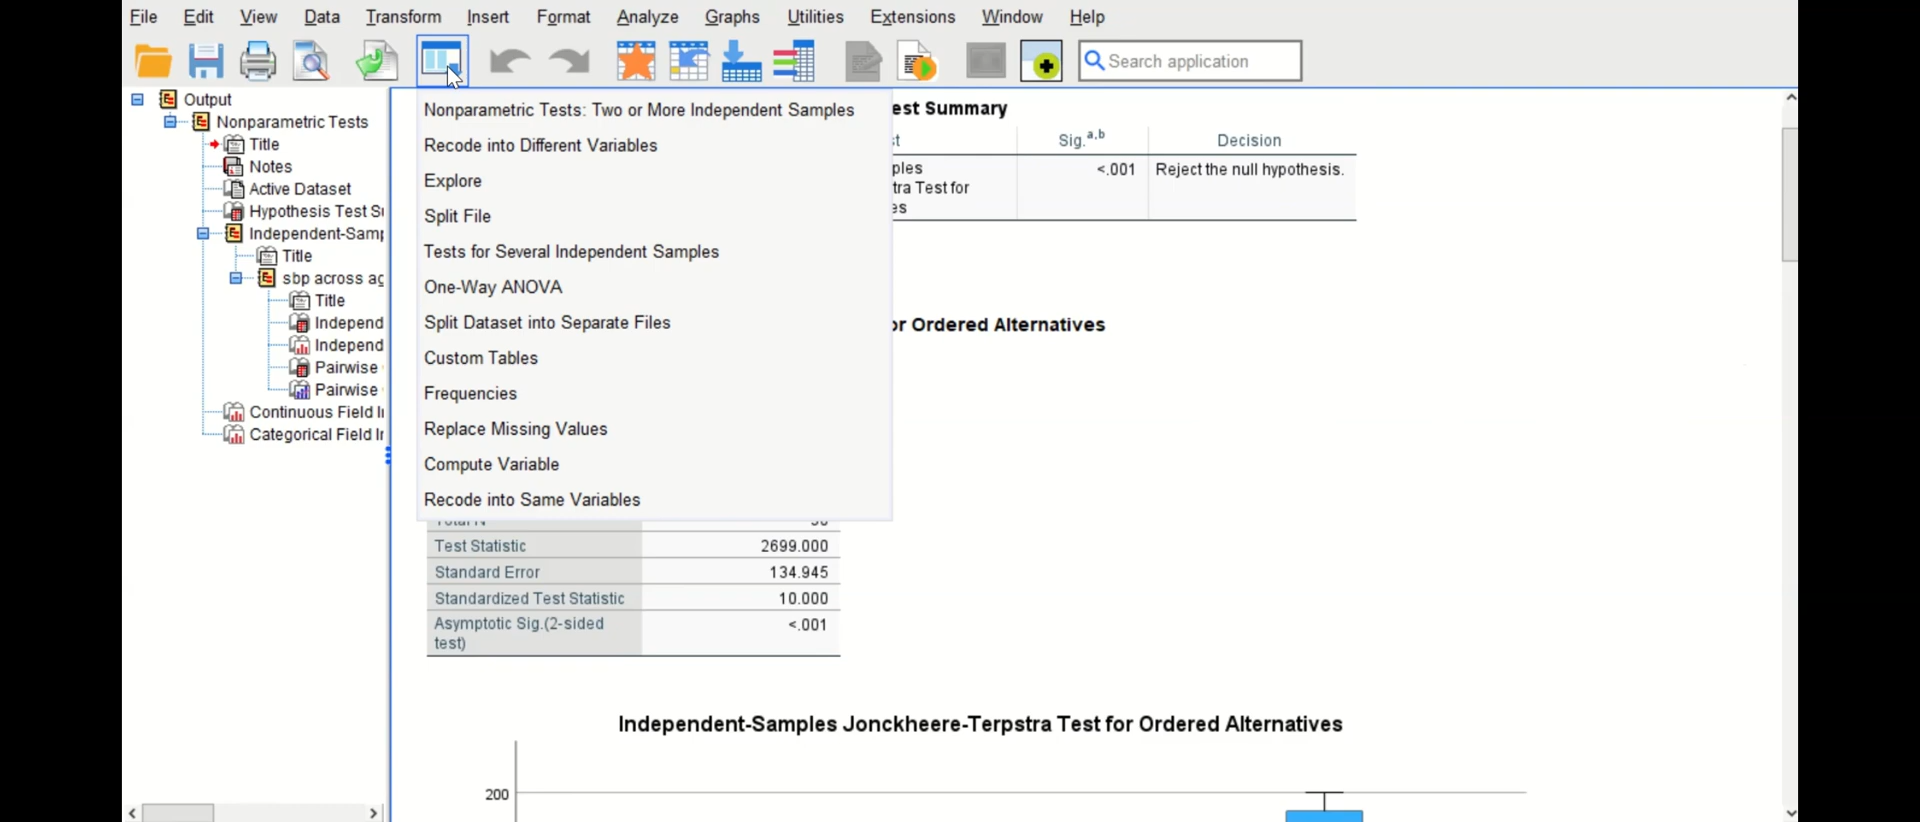 File Edit View Data Transform Insert Format Analyze Graphs Utilities Extensions Window Help
Search application
Output
Nonparametric Tests
Title
Notes
Active Dataset
Hypothesis Test
Independent-Samp
Title
sbp across
Title
Independ
Independ
Pairwise
Pairwise
Continuous Field
Categorical Field
Nonparametric Tests: Two or More Independent Samples
Recode into Different Variables
Explore
Split File
Tests for Several Independent Samples
One-Way ANOVA
Split Dataset into Separate Files
Custom Tables
Frequencies
Replace Missing Values
Compute Variable
Recode into Same Variables
est Summary
Sig.a,b Decision
ples <.001 Reject the null hypothesis.
tra Test for
es
or Ordered Alternatives
Test Statistic 2699.000
Standard Error 134.945
Standardized Test Statistic 10.000
Asymptotic Sig.(2-sided <.001
test)
Independent-Samples Jonckheere-Terpstra Test for Ordered Alternatives
200